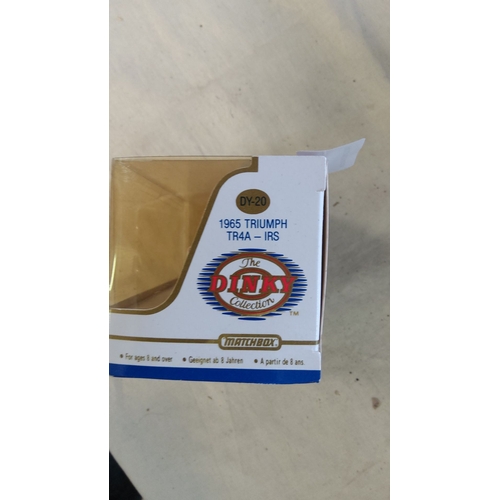 DY-20
1965 TRIUMPH
TR4A – IRS
The
DINKY
Collection
TM
MATCHBOX
• For ages 8 and over • Geeignet ab 8 Jahren • A partir de 8 ans